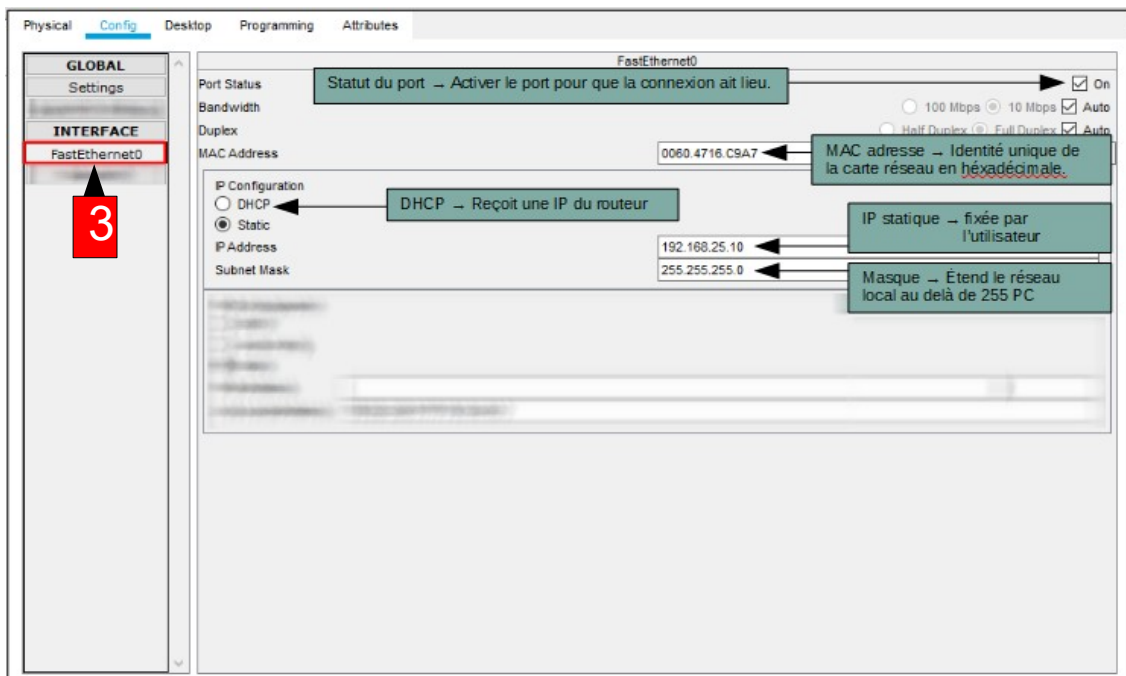 Physical Config Desktop Programming Attributes
GLOBAL
Settings
INTERFACE
FastEthernet0
3
FastEthernet0
Port Status
Statut du port → Activer le port pour que la connexion ait lieu.
On
Bandwidth
100 Mbps 10 Mbps Auto
Duplex
Half Duplex Full Duplex Auto
MAC Address
0060.4716.C9A7
MAC adresse → Identité unique de
la carte réseau en héxadécimale.
IP Configuration
DHCP
DHCP → Reçoit une IP du routeur
Static
IP Address
192.168.25.10
IP statique → fixée par
l'utilisateur
Subnet Mask
255.255.255.0
Masque → Étend le réseau
local au delà de 255 PC